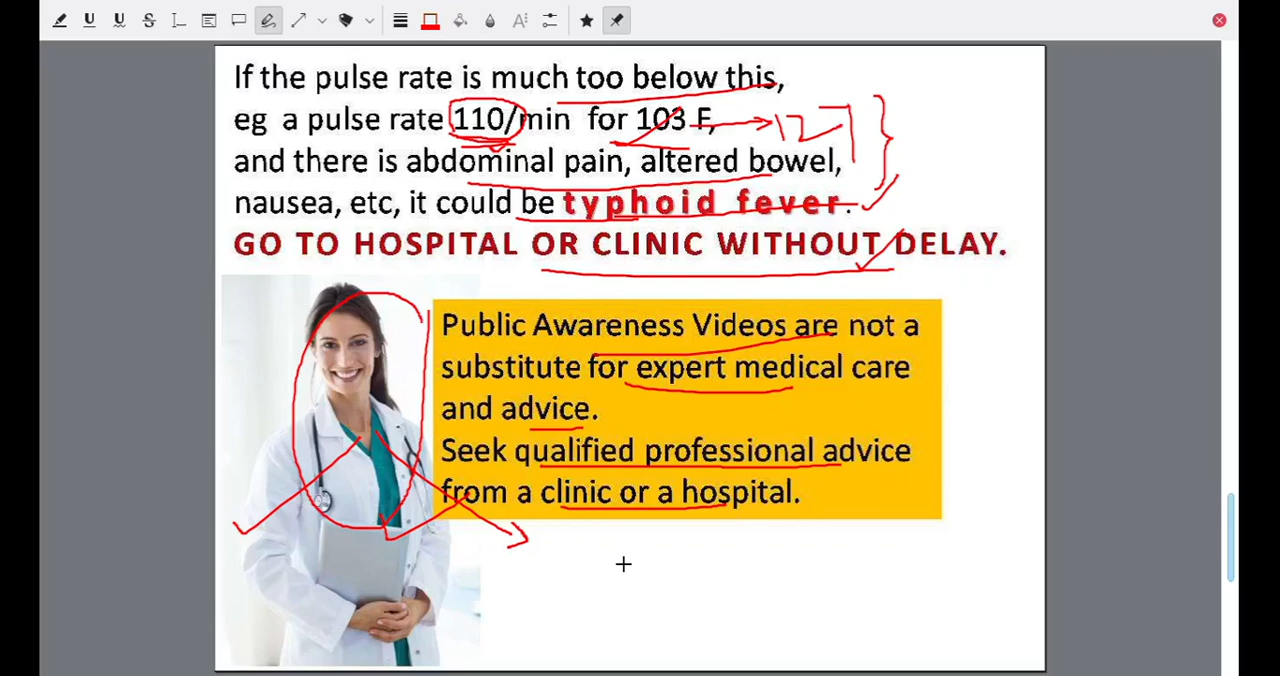 If the pulse rate is much too below this,
eg a pulse rate 110/min for 103 F, 127
and there is abdominal pain, altered bowel,
nausea, etc, it could be typhoid fever.
GO TO HOSPITAL OR CLINIC WITHOUT DELAY.
Public Awareness Videos are not a
substitute for expert medical care
and advice.
Seek qualified professional advice
from a clinic or a hospital.